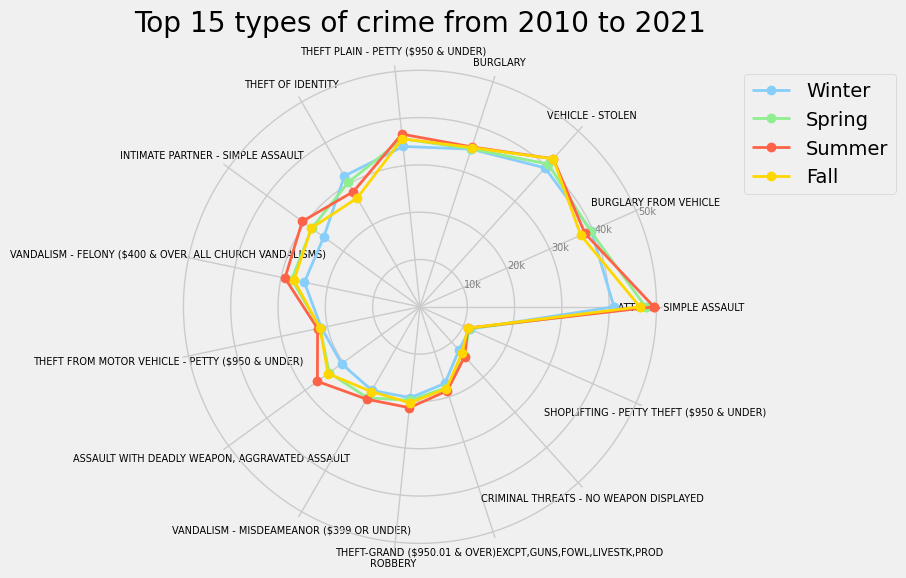 Top 15 types of crime from 2010 to 2021
THEFT PLAIN - PETTY ($950 & UNDER)
BURGLARY
THEFT OF IDENTITY
VEHICLE - STOLEN
INTIMATE PARTNER - SIMPLE ASSAULT
BURGLARY FROM VEHICLE
VANDALISM - FELONY ($400 & OVER, ALL CHURCH VANDALISMS)
SIMPLE ASSAULT
THEFT FROM MOTOR VEHICLE - PETTY ($950 & UNDER)
SHOPLIFTING - PETTY THEFT ($950 & UNDER)
ASSAULT WITH DEADLY WEAPON, AGGRAVATED ASSAULT
CRIMINAL THREATS - NO WEAPON DISPLAYED
VANDALISM - MISDEAMEANOR ($399 OR UNDER)
THEFT-GRAND ($950.01 & OVER)EXCPT,GUNS,FOWL,LIVESTK,PROD
ROBBERY
10k
20k
30k
40k
50k
Winter
Spring
Summer
Fall